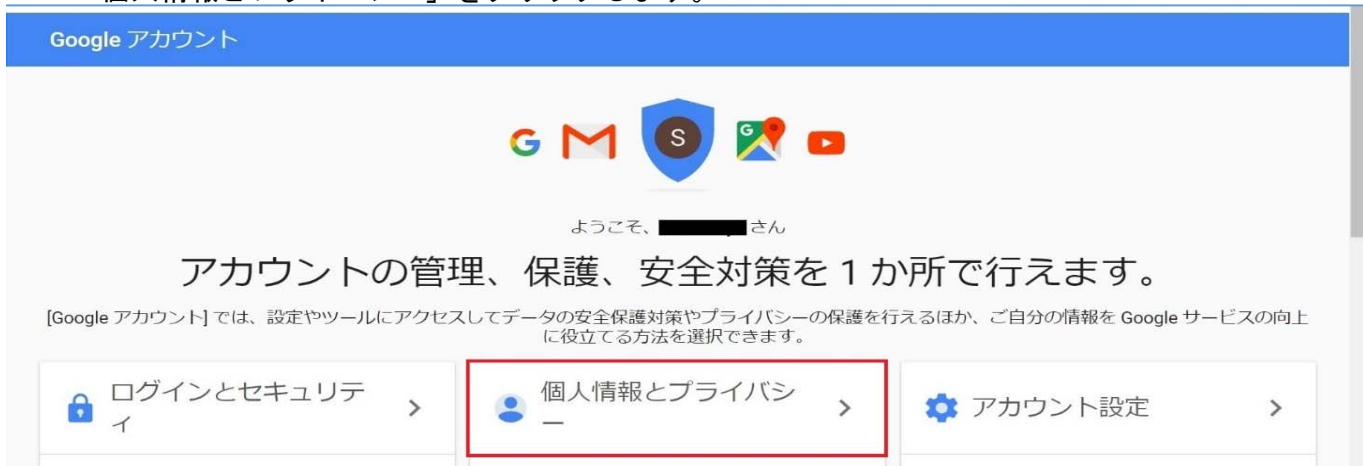 Google アカウント
S
G
ようこそ、 さん
アカウントの管理、保護、安全対策を 1 か所で行えます。
[Google アカウント] では、設定やツールにアクセスしてデータの安全保護対策やプライバシーの保護を行えるほか、ご自分の情報を Google サービスの向上
に役立てる方法を選択できます。
ログインとセキュリテ
ィ
個人情報とプライバシ
ー
アカウント設定